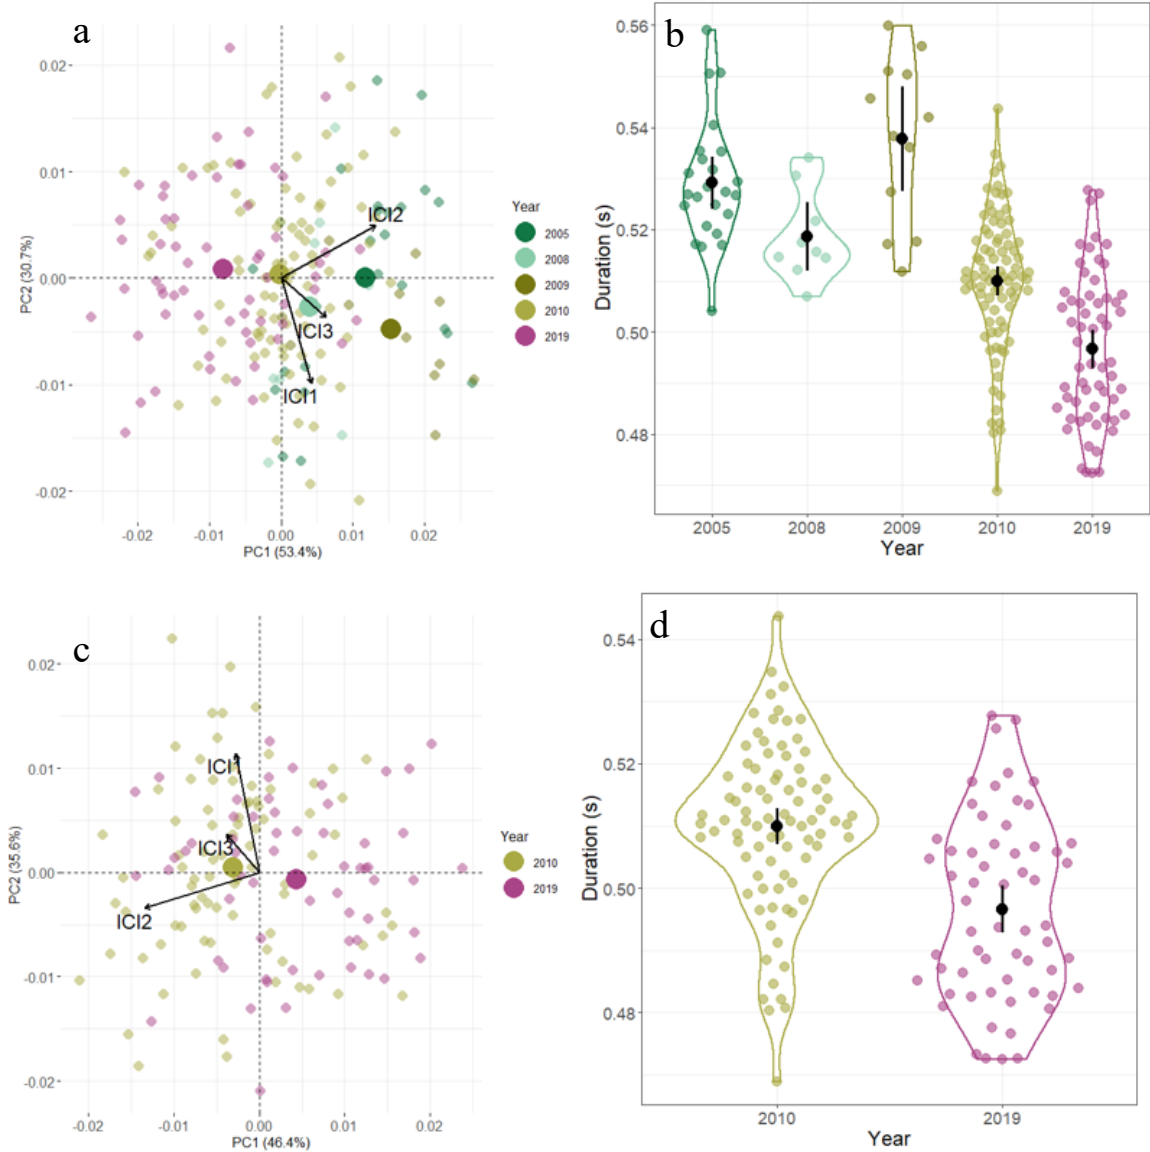 a
0.02
0.01
0.00
-0.01
-0.02
PC2 (30.7%)
ICI2
ICI3
ICI1
-0.02
-0.01
0.00
0.01
0.02
PC1 (53.4%)
Year
2005
2008
2009
2010
2019
b
0.56
0.54
0.52
0.50
0.48
Duration (s)
2005
2008
2009
2010
2019
Year
c
0.02
0.01
0.00
-0.01
-0.02
PC2 (35.6%)
ICI1
ICI3
ICI2
-0.02
-0.01
0.00
0.01
0.02
PC1 (46.4%)
Year
2010
2019
d
0.54
0.52
0.50
0.48
Duration (s)
2010
2019
Year